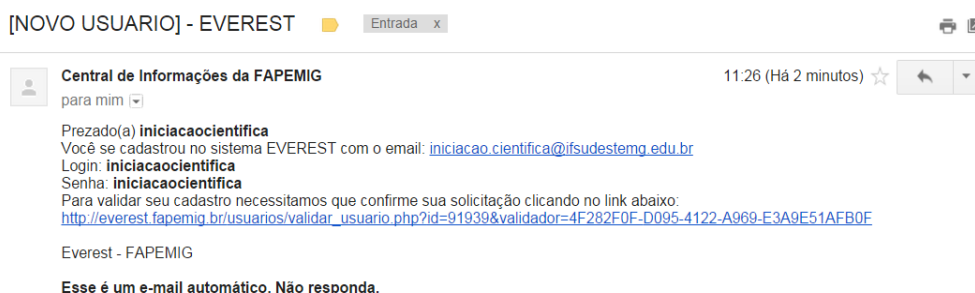 [NOVO USUARIO] - EVEREST Entrada x
Central de Informações da FAPEMIG 11:26 (Há 2 minutos)
para mim
Prezado(a) iniciacaocientifica
Você se cadastrou no sistema EVEREST com o email: iniciacao.cientifica@ifsudestemg.edu.br
Login: iniciacaocientifica
Senha: iniciacaocientifica
Para validar seu cadastro necessitamos que confirme sua solicitação clicando no link abaixo:
http://everest.fapemig.br/usuarios/validar_usuario.php?id=91939&validador=4F282F0F-D095-4122-A969-E3A9E51AFB0F
Everest - FAPEMIG
Esse é um e-mail automático. Não responda.